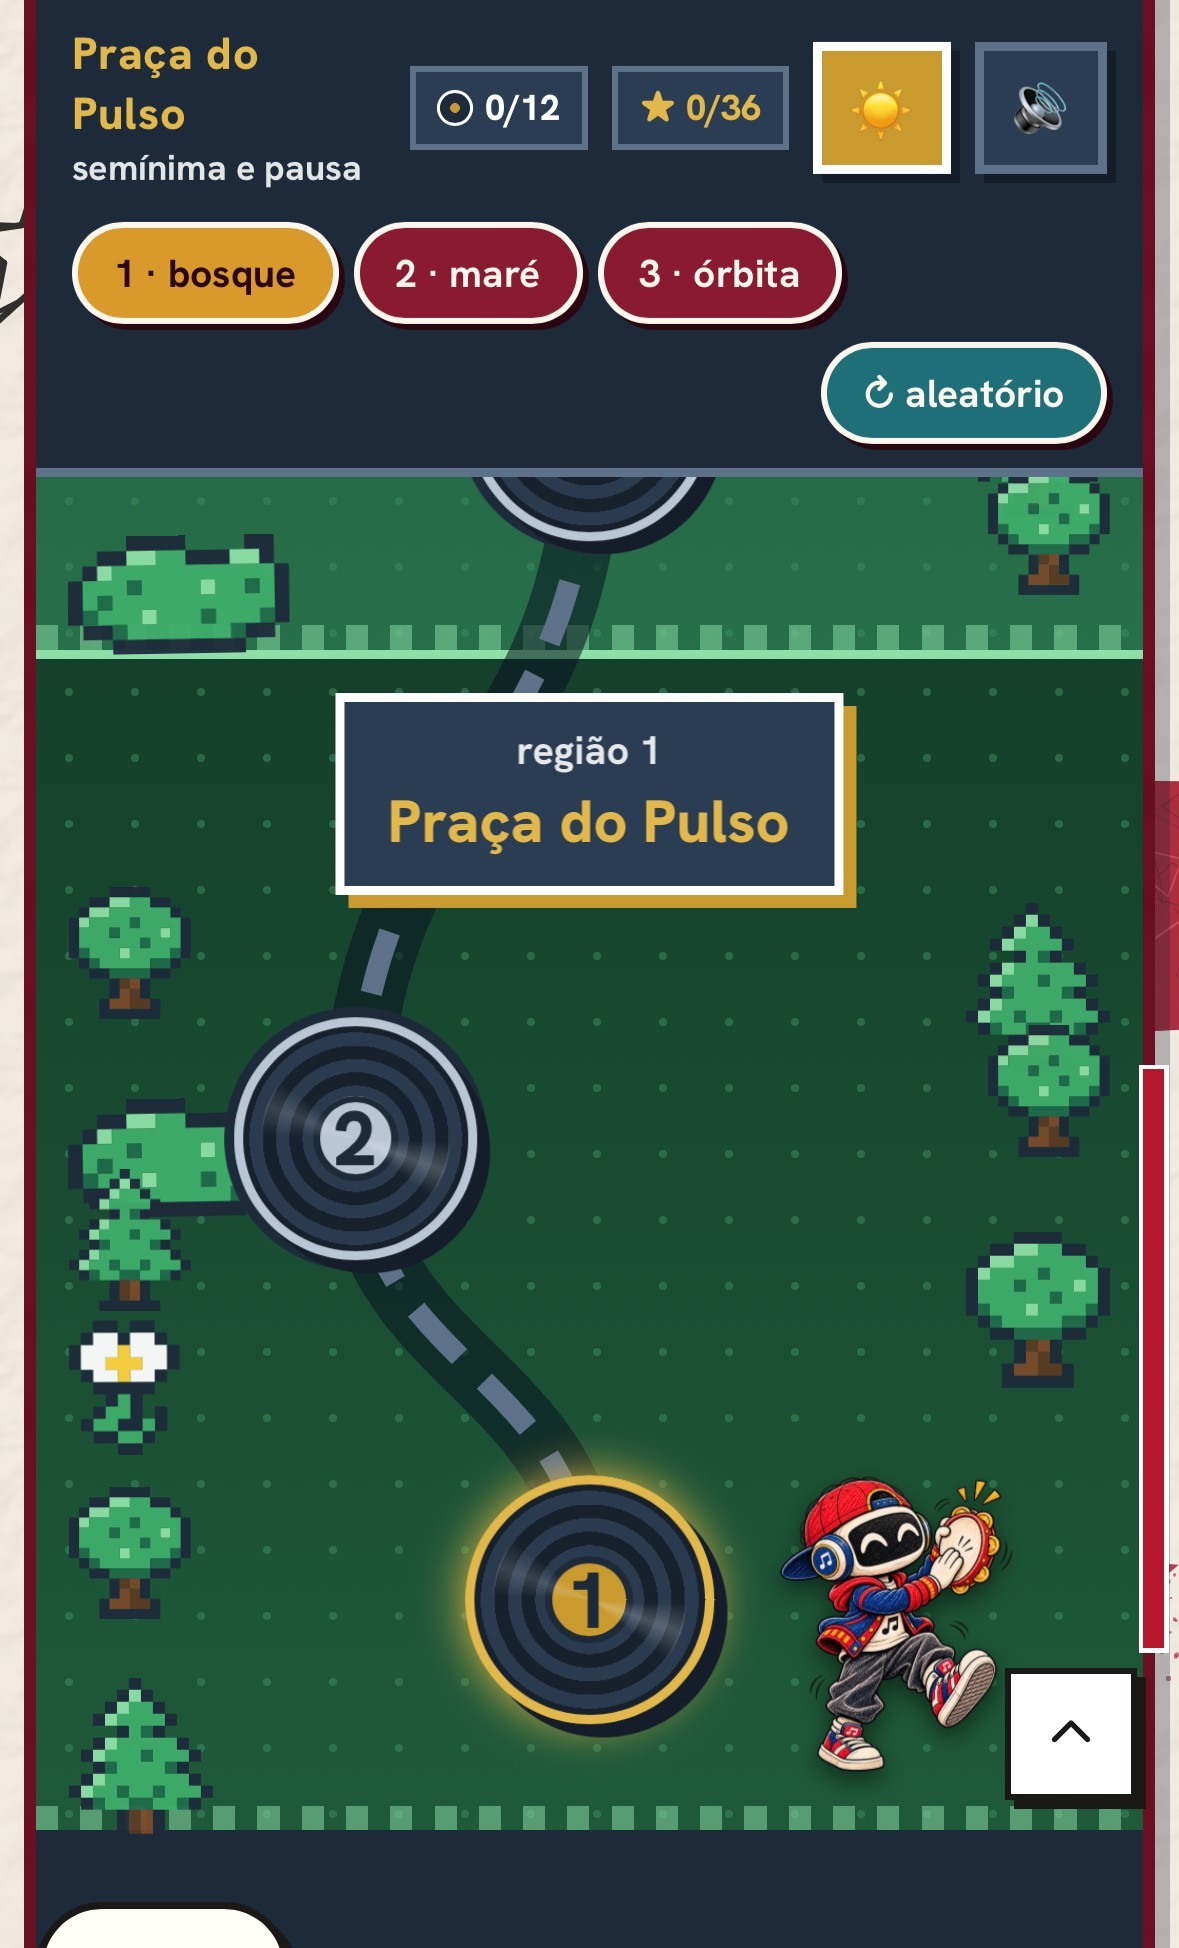 Praça do
Pulso
semínima e pausa
0/12
0/36
1 · bosque
2 · maré
3 · órbita
↻ aleatório
região 1
Praça do Pulso
2
1